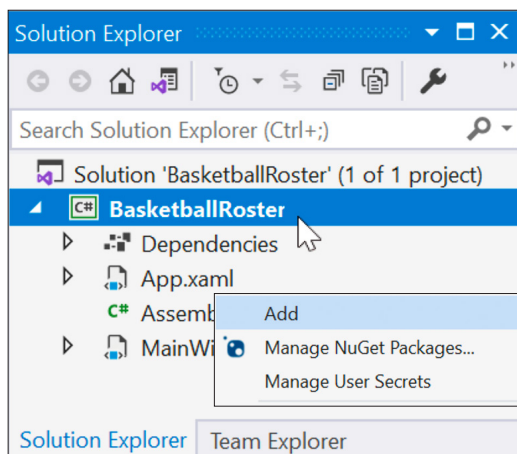 Solution Explorer
Search Solution Explorer (Ctrl+;)
Solution 'BasketballRoster' (1 of 1 project)
C# BasketballRoster
Dependencies
App.xaml
C# Assemb
MainWi
Add
Manage NuGet Packages...
Manage User Secrets
Solution Explorer Team Explorer